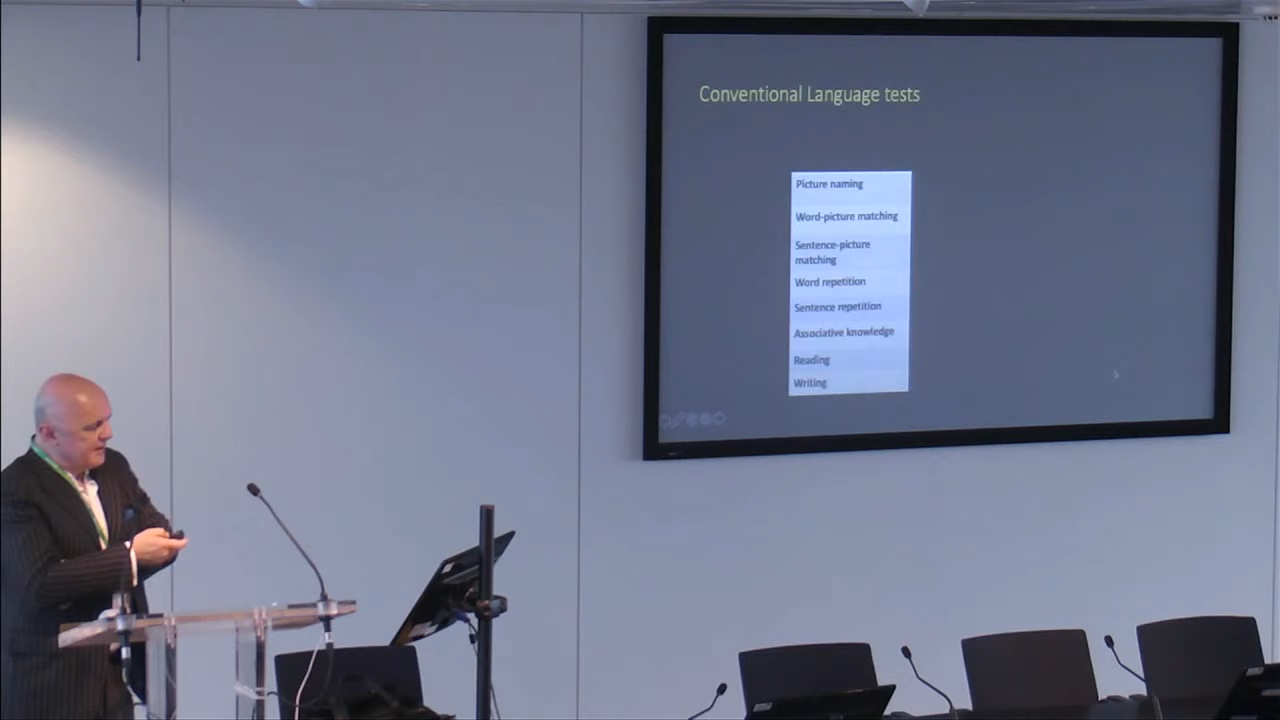 Conventional Language tests
Picture naming
Word-picture matching
Sentence-picture
matching
Word repetition
Sentence repetition
Associative knowledge
Reading
Writing